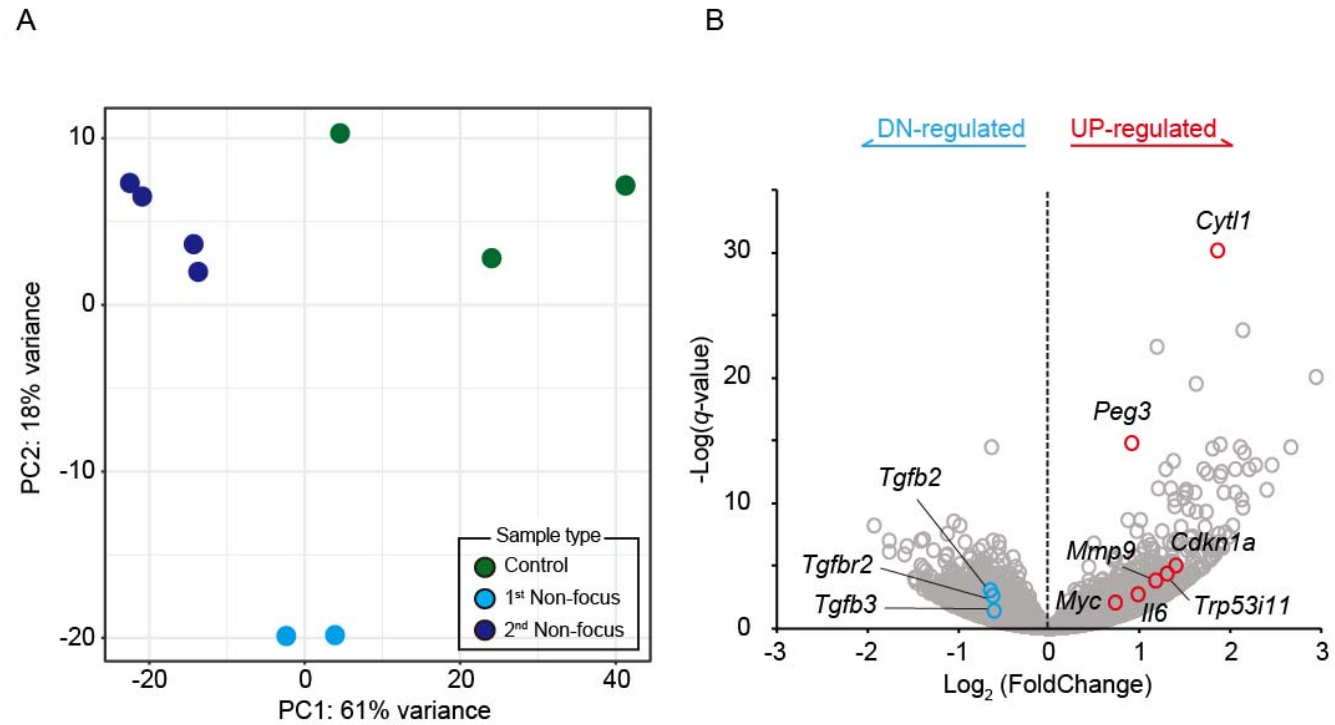 A
PC2: 18% variance
10
0
-10
-20
-20
0
20
40
PC1: 61% variance
Sample type
Control
1st Non-focus
2nd Non-focus
B
DN-regulated
UP-regulated
-Log(q-value)
30
20
10
0
-3
-2
-1
0
1
2
3
Log2 (FoldChange)
Cytl1
Peg3
Tgfb2
Tgfbr2
Tgfb3
Mmp9
Cdkn1a
Myc
Il6
Trp53i11